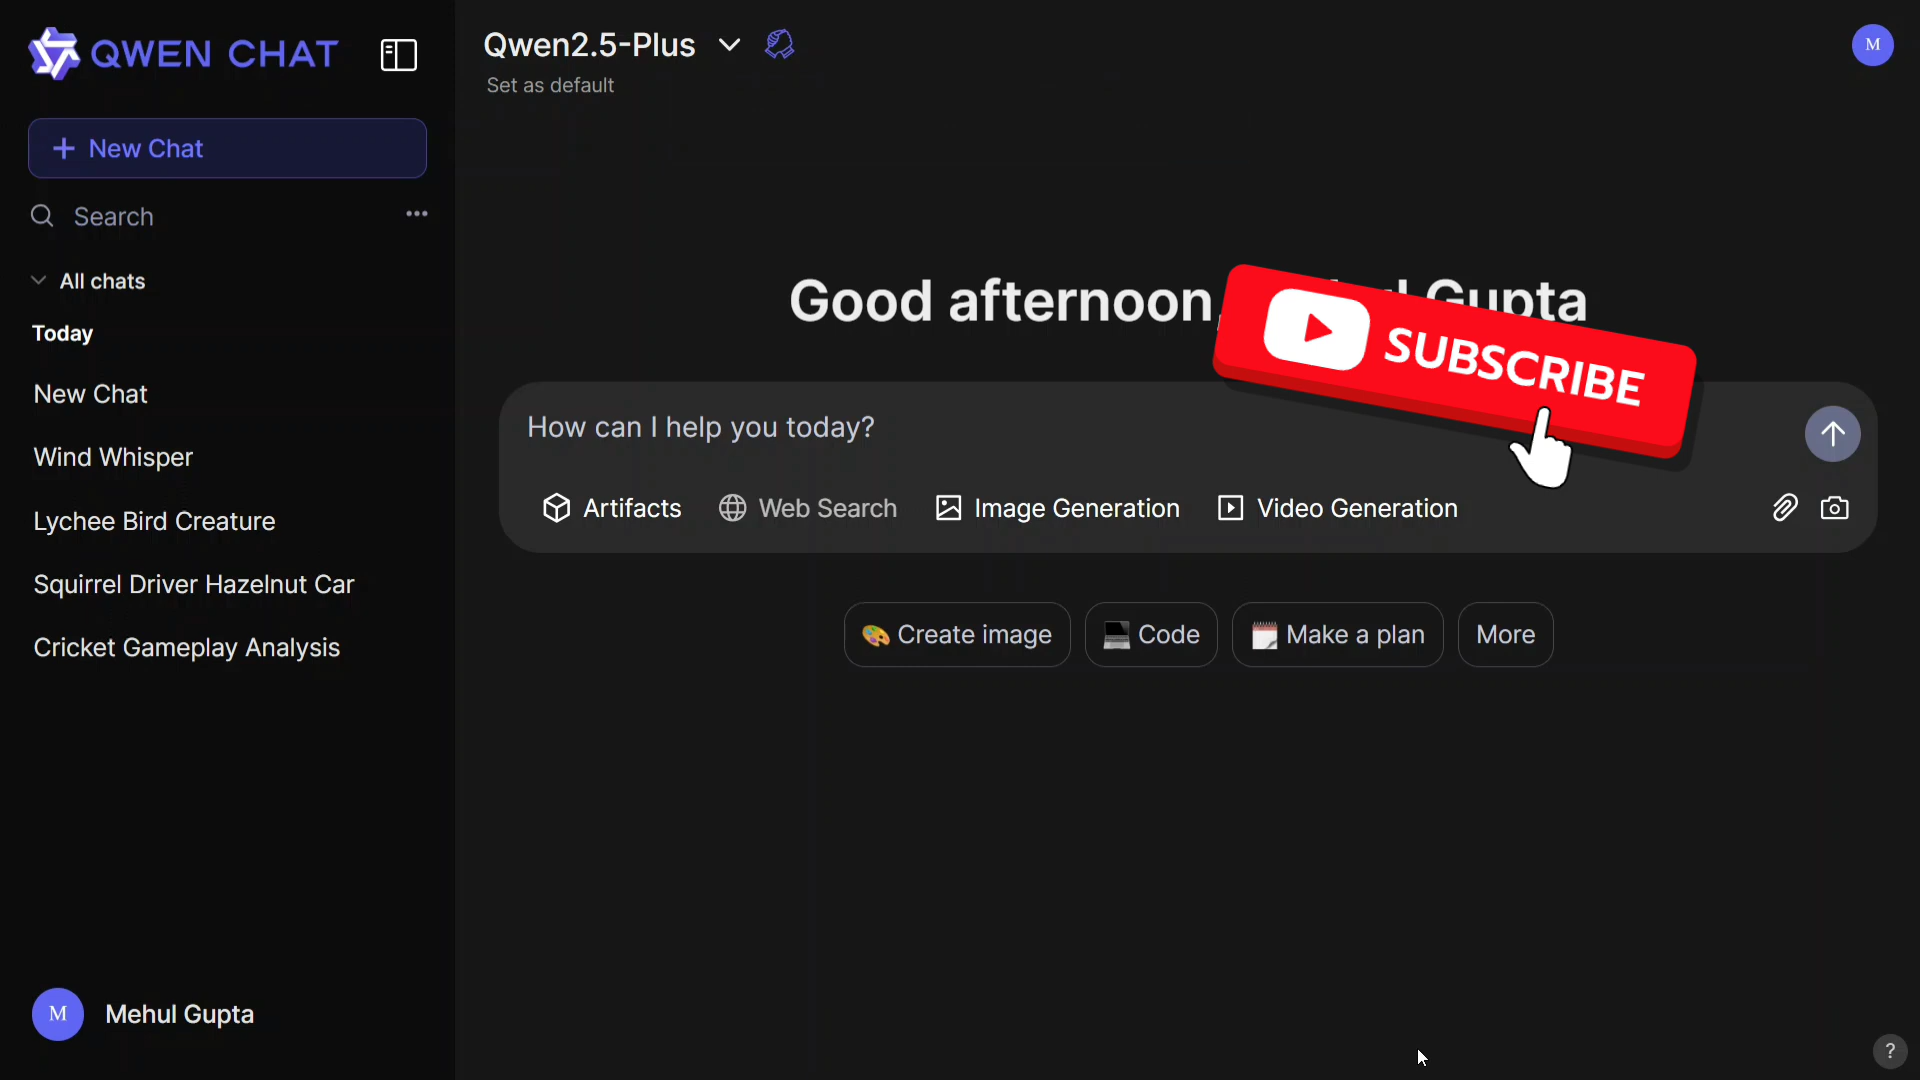 QWEN CHAT
New Chat
Search
All chats
Today
New Chat
Wind Whisper
Lychee Bird Creature
Squirrel Driver Hazelnut Car
Cricket Gameplay Analysis
M
Mehul Gupta
Qwen2.5-Plus
Set as default
M
Good afternoon, Gupta
SUBSCRIBE
How can I help you today?
Artifacts Web Search Image Generation Video Generation
Create image Code Make a plan More
?